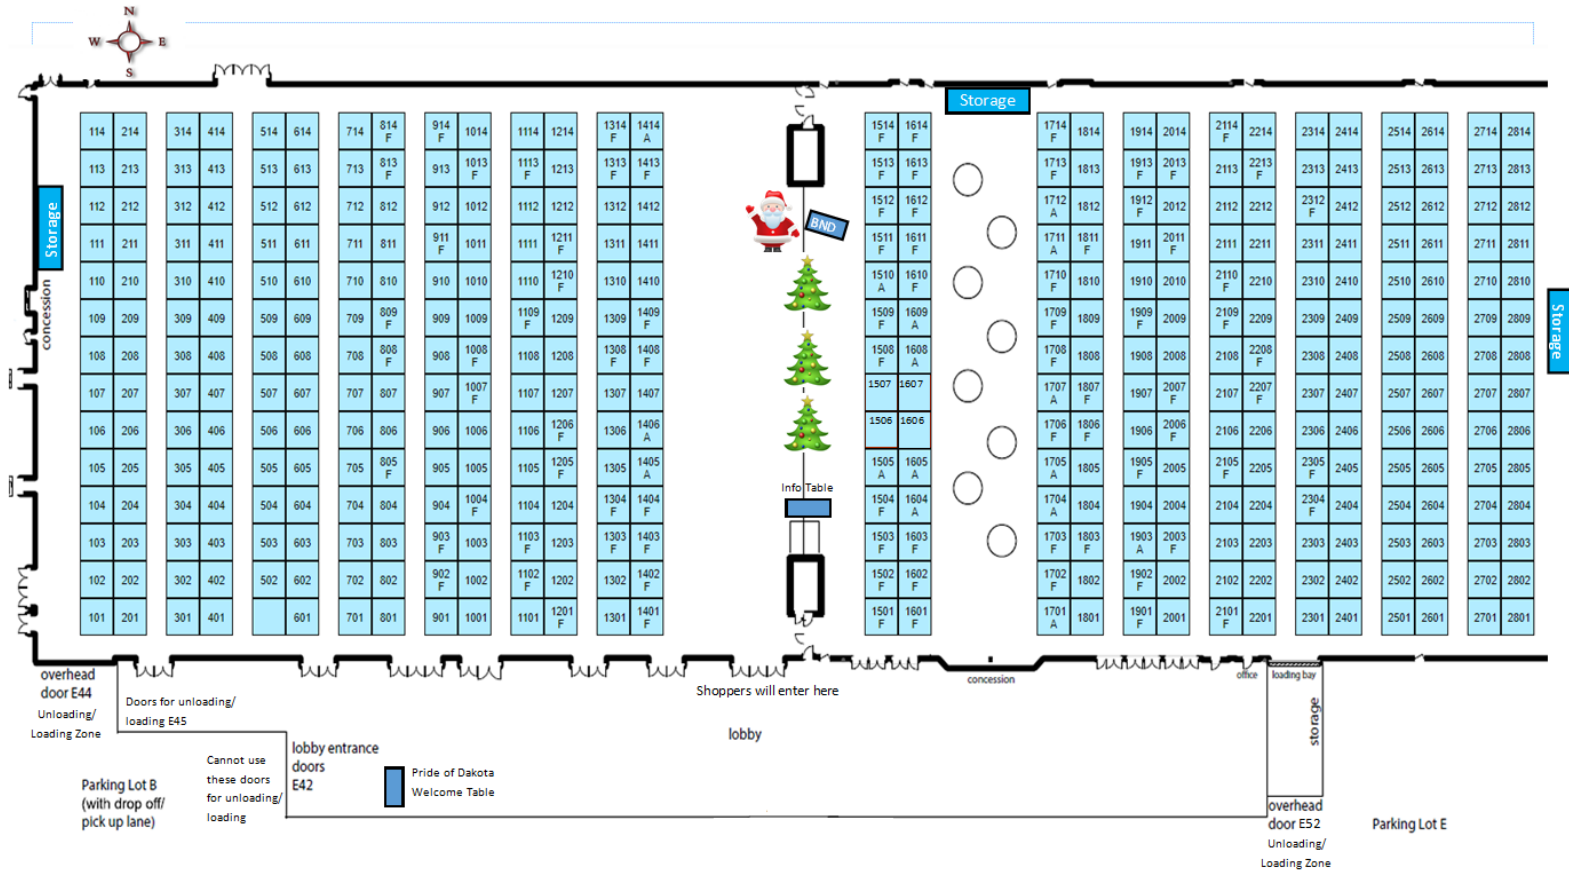 N
W E
S
Storage
114 214 314 414 514 614 714 814 F 914 F 1014 1114 1214 1314 F 1414 A 1514 F 1614 F 1714 F 1814 1914 2014 2114 F 2214 2314 2414 2514 2614 2714 2814
113 213 313 413 513 613 713 813 F 913 1013 F 1113 F 1213 1313 F 1413 F 1513 F 1613 F 1713 F 1813 1913 F 2013 F 2113 2213 F 2313 2413 2513 2613 2713 2813
112 212 312 412 512 612 712 812 912 1012 1112 1212 1312 1412 1512 F 1612 F 1712 A 1812 1912 F 2012 2112 2212 2312 F 2412 2512 2612 2712 2812
Storage
BND
111 211 311 411 511 611 711 811 911 F 1011 1111 1211 F 1311 1411 1511 F 1611 F 1711 A 1811 F 1911 2011 F 2111 2211 2311 2411 2511 2611 2711 2811
110 210 310 410 510 610 710 810 910 1010 1110 1210 F 1310 1410 1510 A 1610 F 1710 F 1810 1910 2010 2110 F 2210 2310 2410 2510 2610 2710 2810
concession
109 209 309 409 509 609 709 809 F 909 1009 1109 F 1209 1309 1409 F 1509 F 1609 A 1709 F 1809 1909 F 2009 2109 F 2209 2309 2409 2509 2609 2709 2809
Storage
108 208 308 408 508 608 708 808 F 908 1008 F 1108 1208 1308 F 1408 F 1508 F 1608 A 1708 F 1808 1908 2008 2108 2208 F 2308 2408 2508 2608 2708 2808
107 207 307 407 507 607 707 807 907 1007 F 1107 1207 1307 1407 1507 1607 1707 A 1807 F 1907 2007 F 2107 2207 F 2307 2407 2507 2607 2707 2807
106 206 306 406 506 606 706 806 906 1006 1106 1206 F 1306 1406 A 1506 1606 1706 F 1806 F 1906 2006 F 2106 2206 2306 2406 2506 2606 2706 2806
105 205 305 405 505 605 705 805 F 905 1005 1105 1205 F 1305 1405 A 1505 A 1605 A 1705 A 1805 1905 F 2005 2105 F 2205 2305 F 2405 2505 2605 2705 2805
Info Table
104 204 304 404 504 604 704 804 904 1004 F 1104 1204 1304 F 1404 F 1504 F 1604 A 1704 A 1804 1904 2004 2104 2204 2304 F 2404 2504 2604 2704 2804
103 203 303 403 503 603 703 803 903 F 1003 1103 F 1203 1303 F 1403 F 1503 F 1603 F 1703 F 1803 F 1903 A 2003 F 2103 2203 2303 2403 2503 2603 2703 2803
102 202 302 402 502 602 702 802 902 F 1002 1102 F 1202 1302 1402 F 1502 F 1602 F 1702 F 1802 1902 F 2002 2102 2202 2302 2402 2502 2602 2702 2802
101 201 301 401 601 701 801 901 1001 1101 1201 F 1301 1401 F 1501 F 1601 F 1701 A 1801 1901 F 2001 2101 F 2201 2301 2401 2501 2601 2701 2801
overhead
door E44
Unloading/
Loading Zone
Doors for unloading/
loading E45
Shoppers will enter here
concession
office
loading bay
storage
lobby
lobby entrance
doors
E42
Cannot use
these doors
for unloading/
loading
Pride of Dakota
Welcome Table
Parking Lot B
(with drop off/
pick up lane)
overhead
door E52
Unloading/
Loading Zone
Parking Lot E